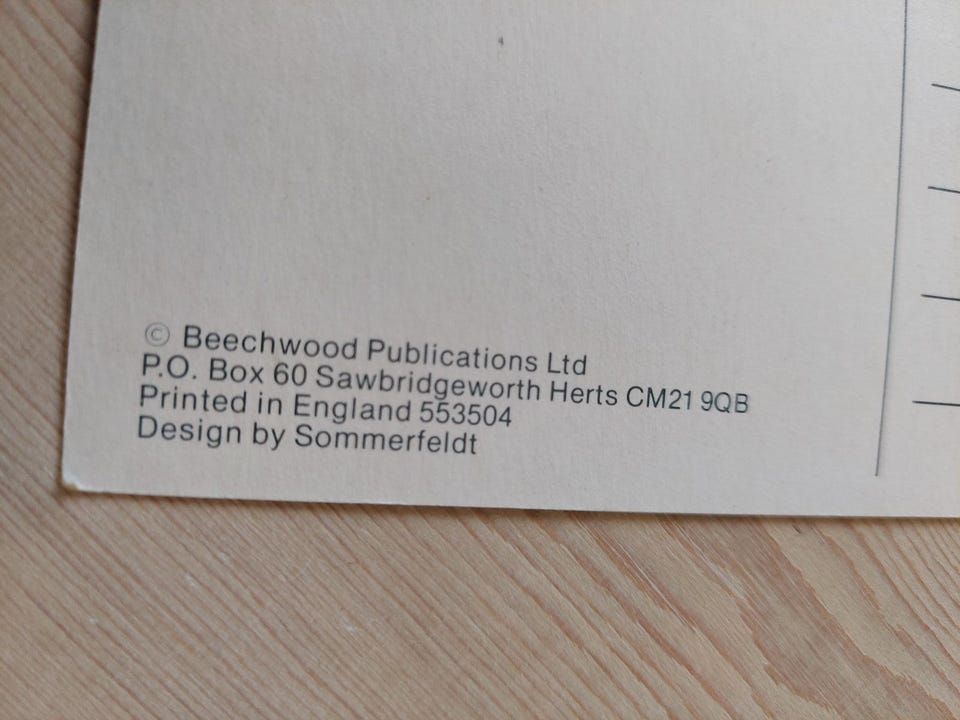 © Beechwood Publications Ltd
P.O. Box 60 Sawbridgeworth Herts CM21 9QB
Printed in England 553504
Design by Sommerfeldt